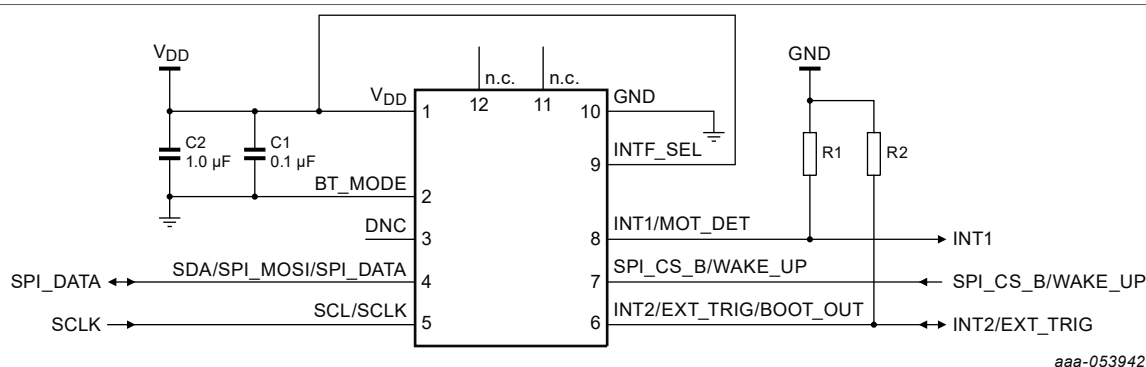 VDD
GND
n.c.
n.c.
VDD
1
12
11
10
GND
C2
1.0 µF
C1
0.1 µF
INTF_SEL
9
R1
R2
BT_MODE
2
DNC
3
8
INT1/MOT_DET
INT1
SPI_DATA
SDA/SPI_MOSI/SPI_DATA
4
7
SPI_CS_B/WAKE_UP
SPI_CS_B/WAKE_UP
SCLK
SCL/SCLK
5
6
INT2/EXT_TRIG/BOOT_OUT
INT2/EXT_TRIG
aaa-053942